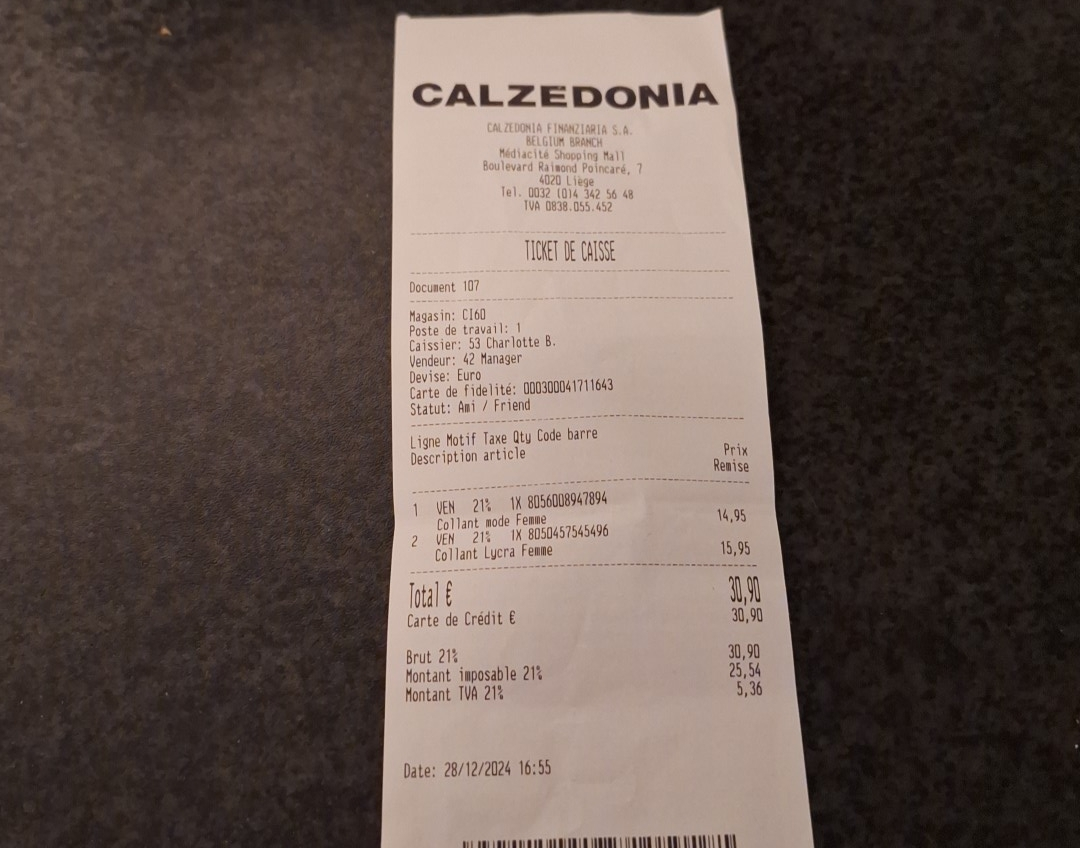 CALZEDONIA
CALZEDONIA FINANZIARIA S.A.
BELGIUM BRANCH
Médiacité Shopping Mall
Boulevard Raimond Poincaré, 7
4020 Liège
Tel. 0032 (0)4 342 56 48
TVA 0838.055.452
TICKET DE CAISSE
Document 107
Magasin: CI60
Poste de travail: 1
Caissier: 53 Charlotte B.
Vendeur: 42 Manager
Devise: Euro
Carte de fidelité: 000300041711643
Statut: Ami / Friend
Ligne Motif Taxe Qty Code barre
Description article Prix
Remise
1 VEN 21% 1X 8056008947894
Collant mode Femme 14,95
2 VEN 21% 1X 8050457545496
Collant Lycra Femme 15,95
Total € 30,90
Carte de Crédit € 30,90
Brut 21% 30,90
Montant imposable 21% 25,54
Montant TVA 21% 5,36
Date: 28/12/2024 16:55